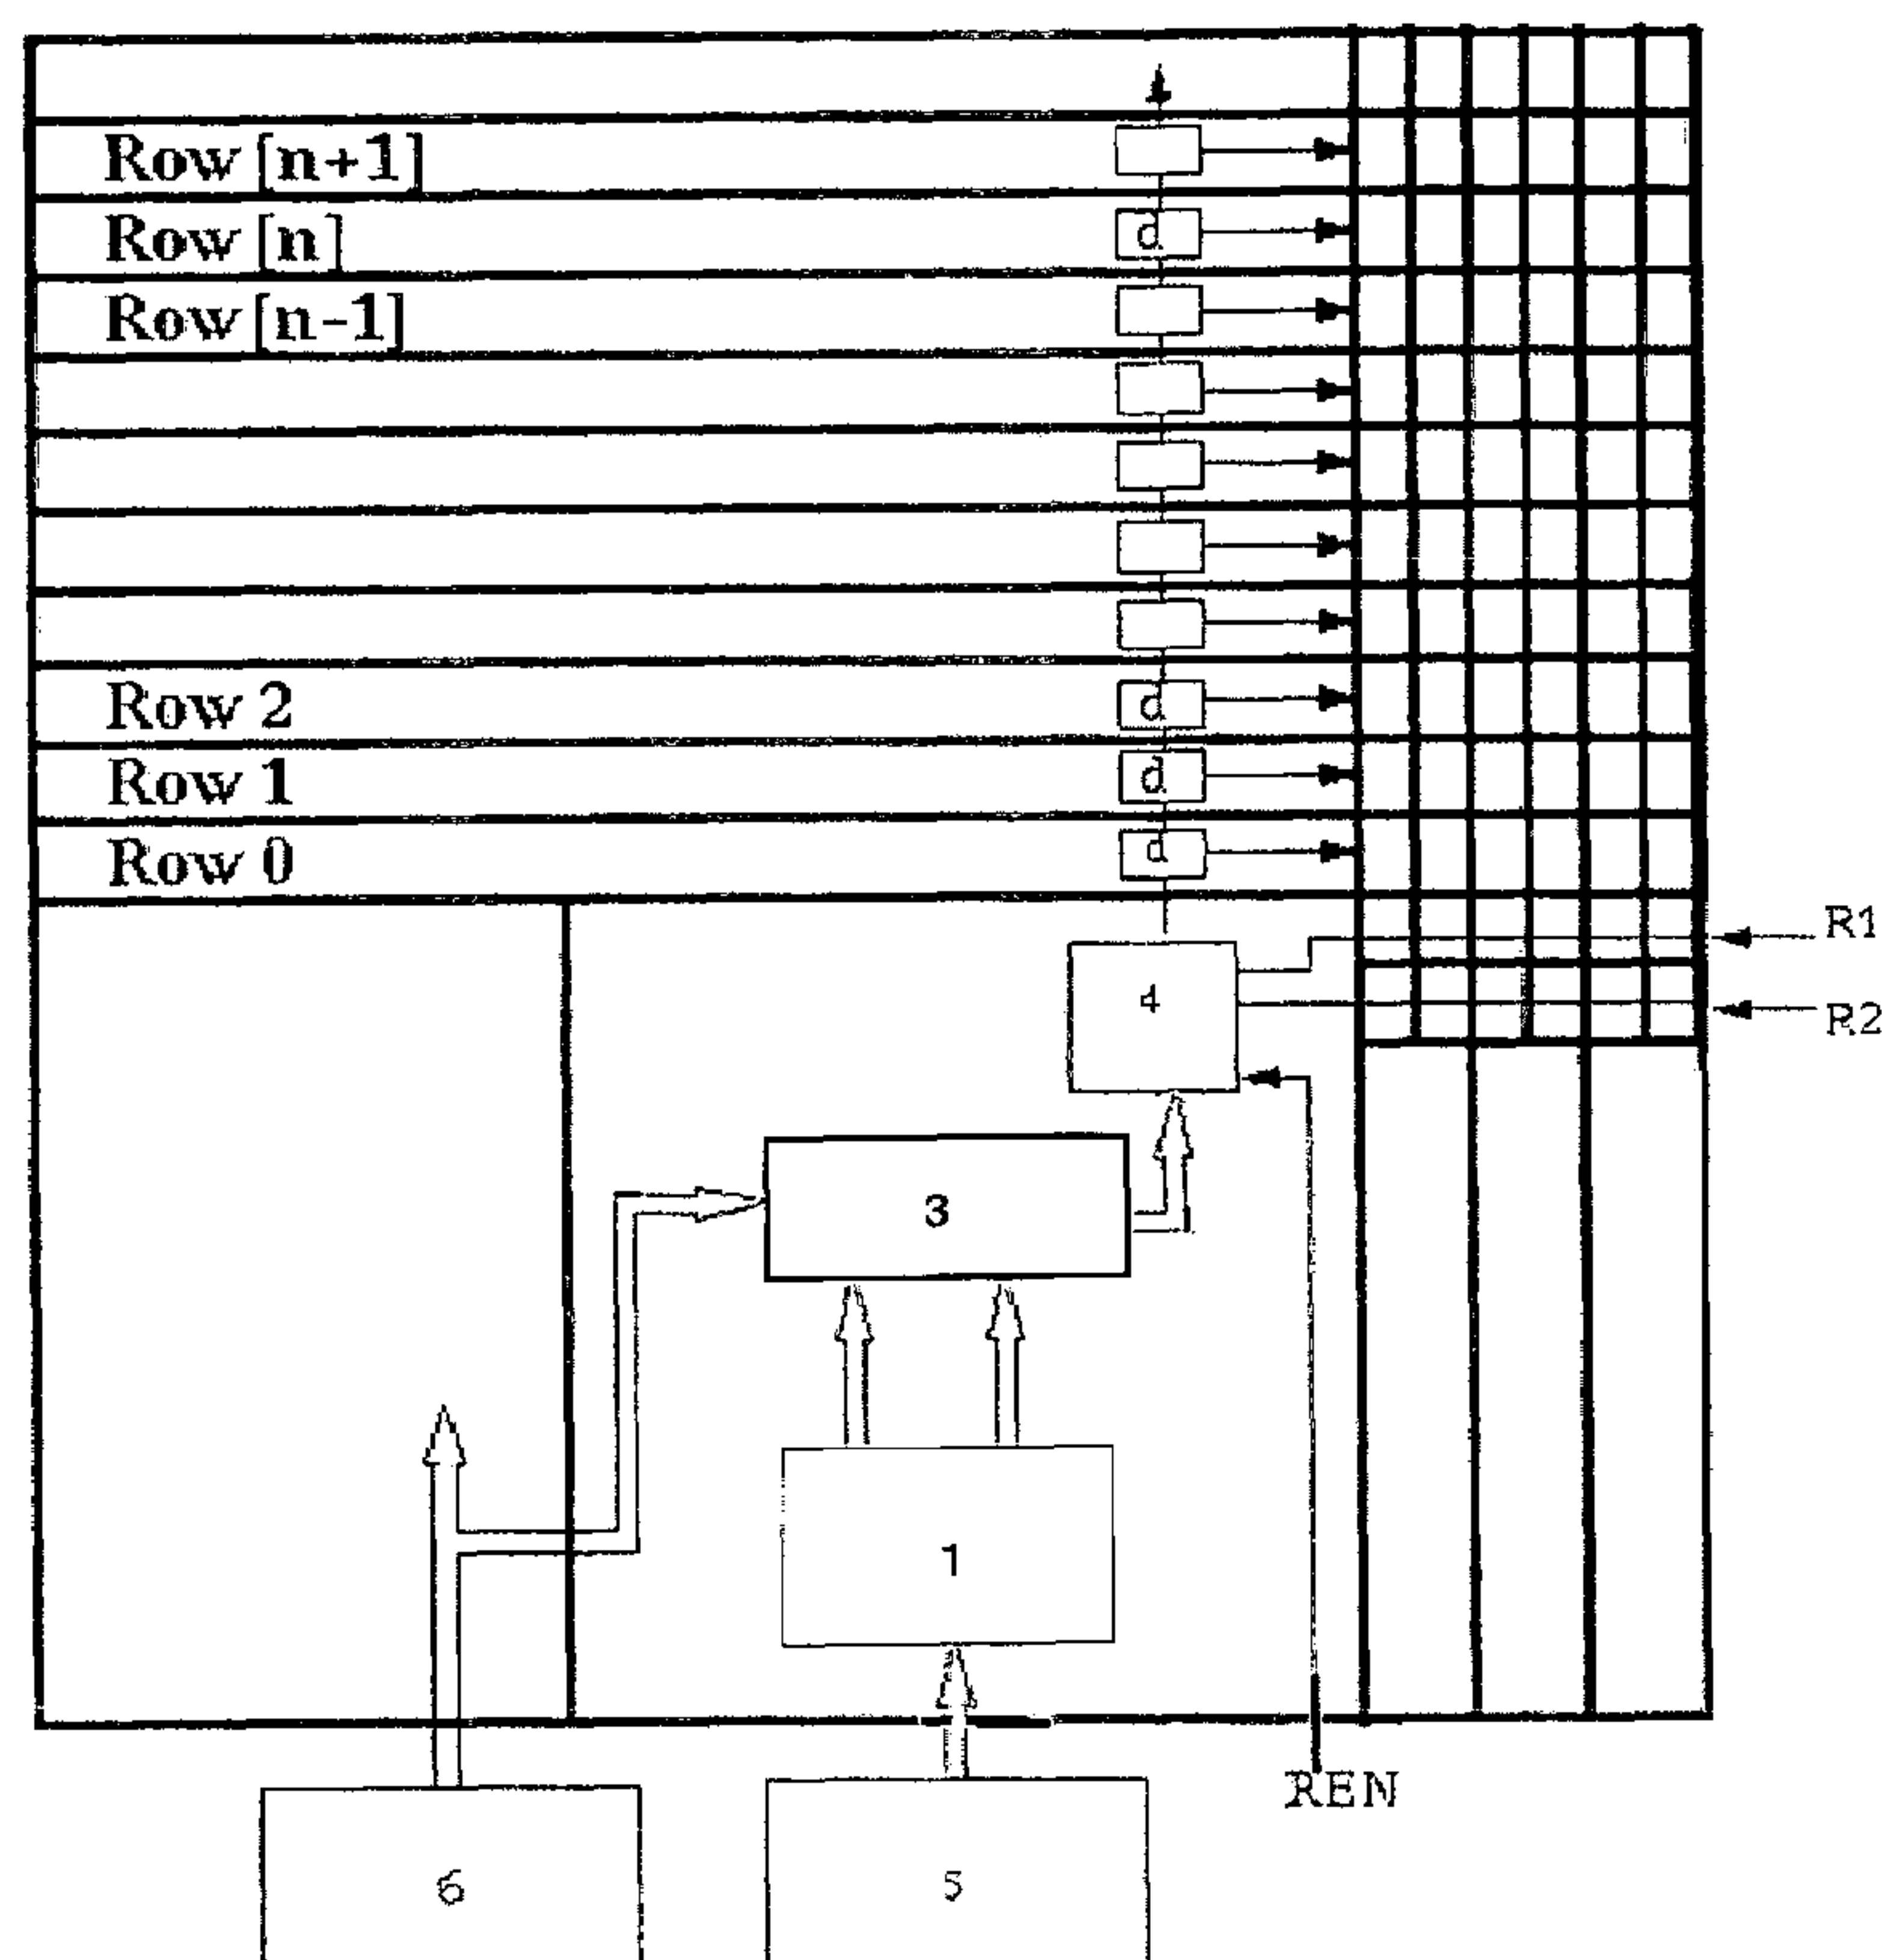 Row [n+1]
Row [n] d
Row [n-1]
Row 2 d
Row 1 d
Row 0 d
R1
4
R2
3
1
REN
6 5